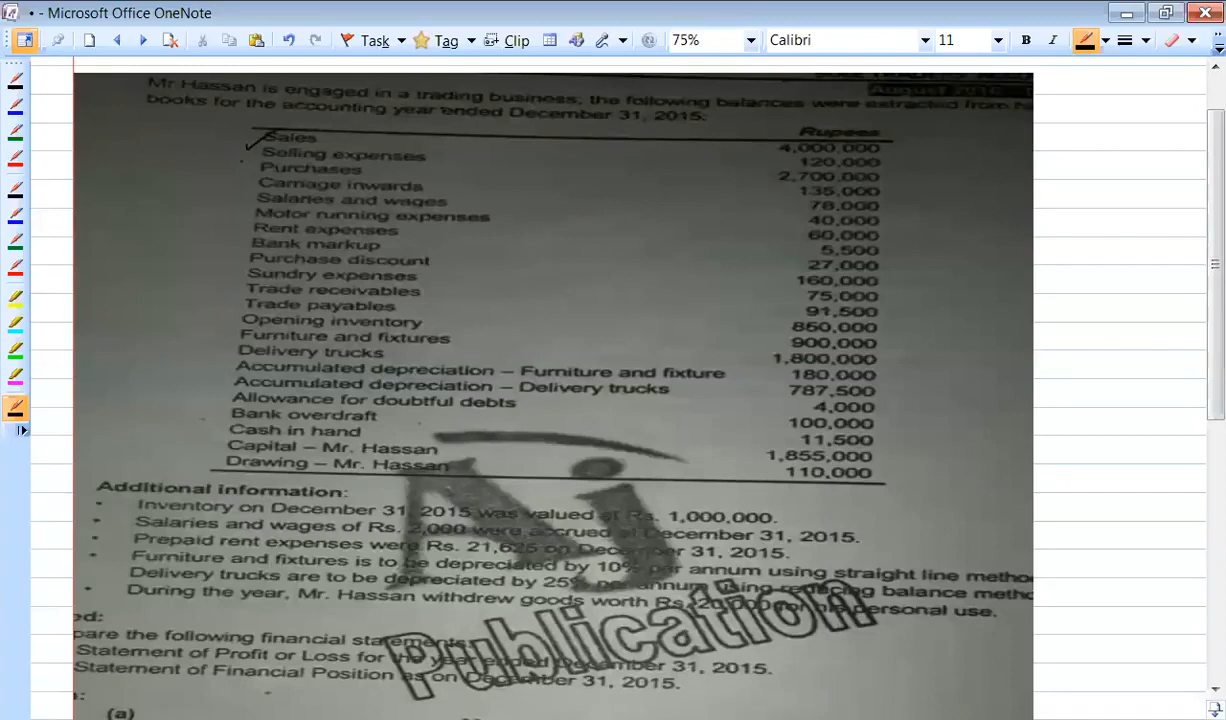 • - Microsoft Office OneNote
Task Tag Clip 75% Calibri 11 B I
August 2016
Mr Hassan is engaged in a trading business; the following balances were extracted from
books for the accounting year ended December 31, 2015:
Rupees
Sales 4,000,000
Selling expenses 120,000
Purchases 2,700,000
Carriage inwards 135,000
Salaries and wages 78,000
Motor running expenses 40,000
Rent expenses 60,000
Bank markup 5,500
Purchase discount 27,000
Sundry expenses 160,000
Trade receivables 75,000
Trade payables 91,500
Opening inventory 850,000
Furniture and fixtures 900,000
Delivery trucks 1,800,000
Accumulated depreciation – Furniture and fixture 180,000
Accumulated depreciation – Delivery trucks 787,500
Allowance for doubtful debts 4,000
Bank overdraft 100,000
Cash in hand 11,500
Capital – Mr. Hassan 1,855,000
Drawing – Mr. Hassan 110,000
Additional information:
• Inventory on December 31, 2015 was valued at Rs. 1,000,000.
• Salaries and wages of Rs. 2,000 were accrued at December 31, 2015.
• Prepaid rent expenses were Rs. 21,625 on December 31, 2015.
• Furniture and fixtures is to be depreciated by 10% per annum using straight line metho
Delivery trucks are to be depreciated by 25% per annum using reducing balance metho
• During the year, Mr. Hassan withdrew goods worth Rs. 20,000 for his personal use.
ed:
pare the following financial statements:
Statement of Profit or Loss for the year ended December 31, 2015.
Statement of Financial Position as on December 31, 2015.
(a)
Publication